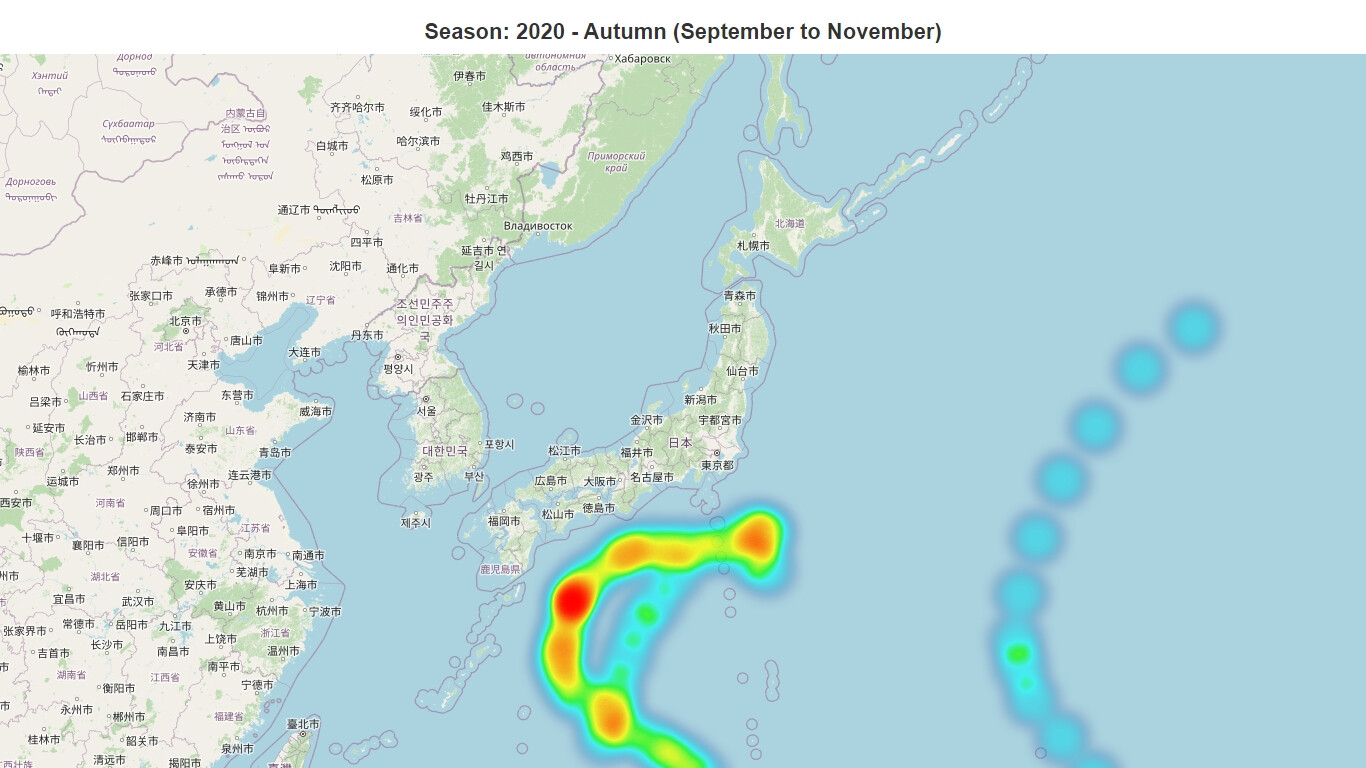 Season: 2020 - Autumn (September to November)
Дорнод
Хэнтий
автономная
область
Хабаровск
伊春市
齐齐哈尔市
绥化市
佳木斯市
内蒙古自
治区
Сүхбаатар
哈尔滨市
白城市
鸡西市
Приморский
край
松原市
Дорноговь
牡丹江市
通辽市
吉林省
Владивосток
北海道
四平市
札幌市
延吉市 연
길시
赤峰市
阜新市
沈阳市
通化市
张家口市
承德市
锦州市
辽宁省
青森市
조선민주주
의인민공화
국
呼和浩特市
北京市
秋田市
唐山市
丹东市
河北省
大连市
天津市
忻州市
평양시
榆林市
仙台市
石家庄市
山西省
东营市
新潟市
吕梁市
서울
威海市
济南市
金沢市
宇都宮市
延安市
山东省
长治市
邯郸市
日本
포항시
泰安市
대한민국
松江市
福井市
陕西省
青岛市
東京都
郑州市
运城市
连云港市
광주
부산
広島市
大阪市
名古屋市
徐州市
西安市
河南省
周口市
宿州市
松山市
徳島市
제주시
福岡市
阜阳市
江苏省
十堰市
襄阳市
信阳市
安徽省
南京市
南通市
鹿児島県
芜湖市
湖北省
安庆市
上海市
宜昌市
武汉市
黄山市
杭州市
宁波市
常德市
岳阳市
九江市
张家界市
浙江省
上饶市
长沙市
吉首市
南昌市
温州市
南平市
湖南省
江西省
宁德市
衡阳市
永州市
郴州市
福建省
臺北市
桂林市
韶关市
泉州市
清远市
揭阳市